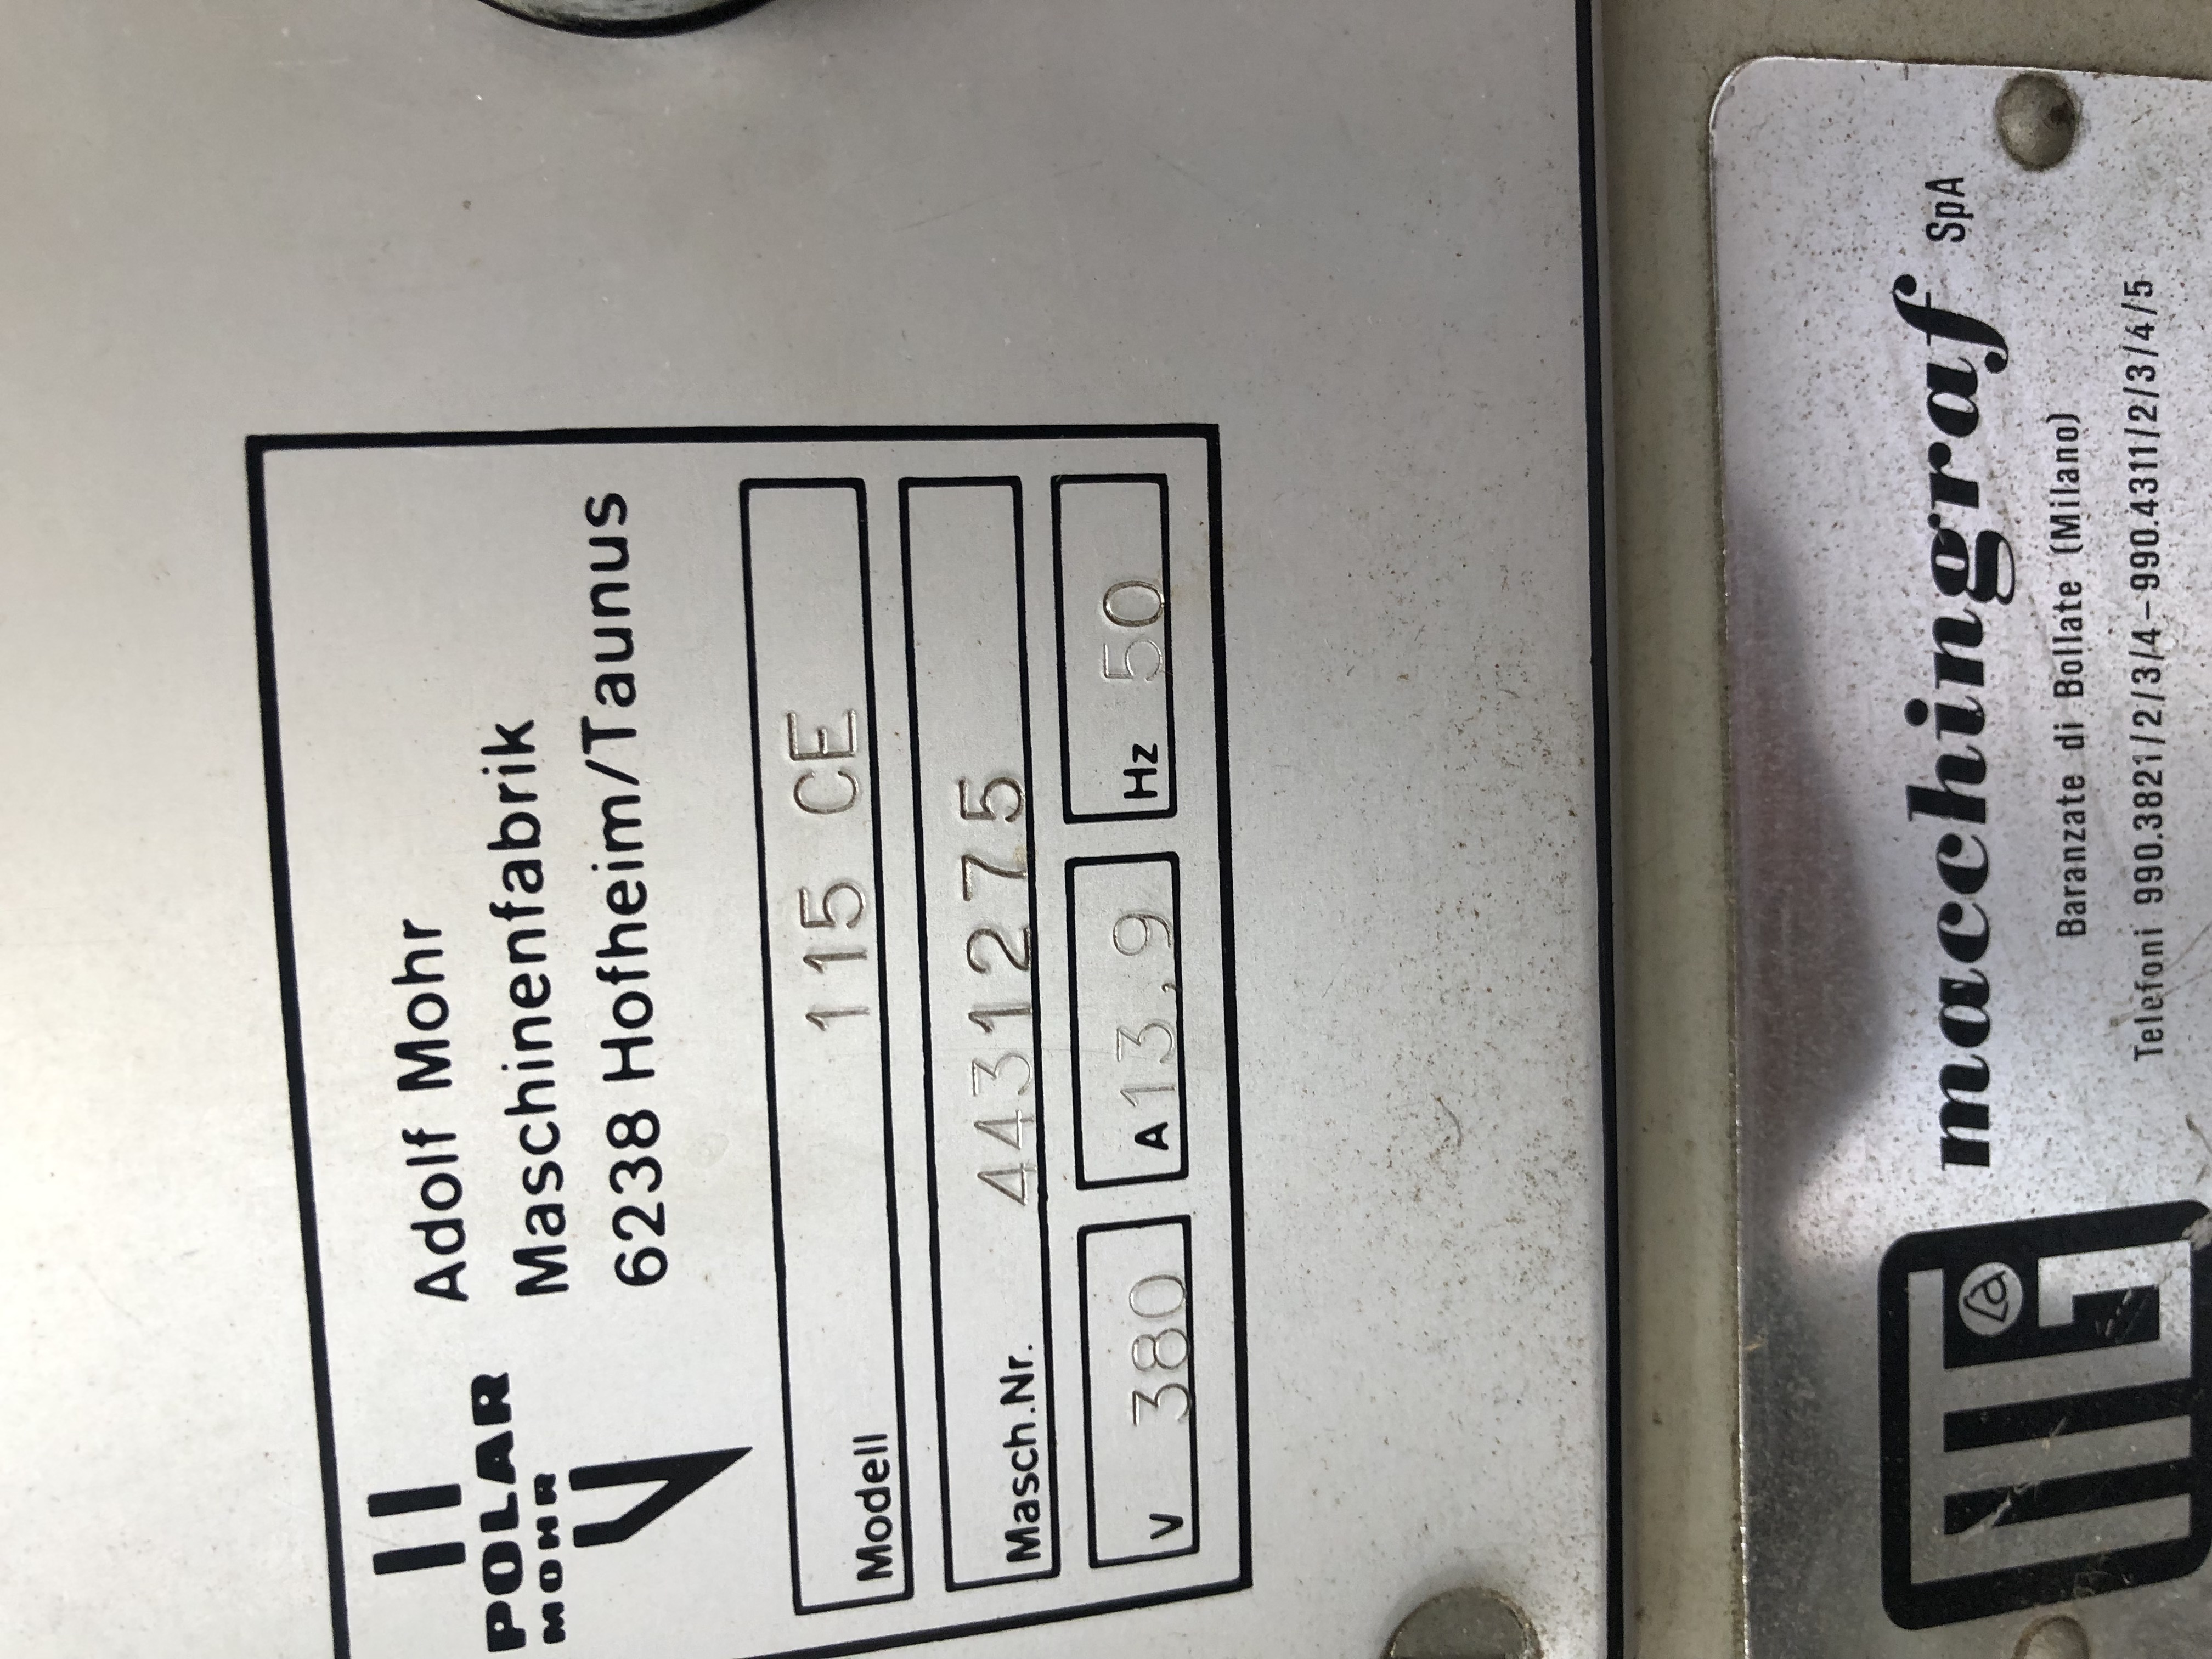 POLAR
MOHR
Adolf Mohr
Maschinenfabrik
6238 Hofheim/Taunus
Modell 115 CE
Masch.Nr. 4431275
V 380 A 13,9 Hz 50
macchingraf SpA
Baranzate di Bollate (Milano)
Telefoni 990.3821/2/3/4-990.4311/2/3/4/5